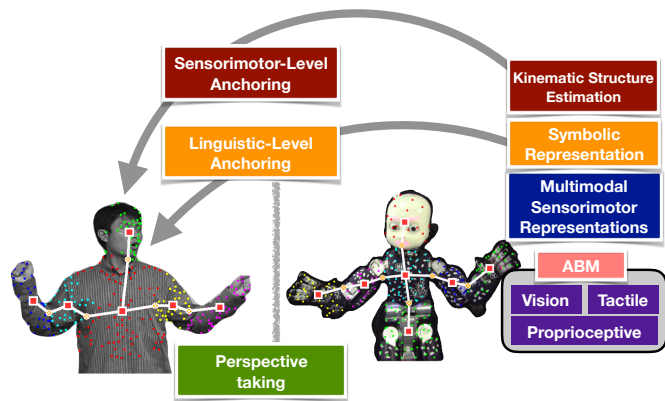 Sensorimotor-Level
Anchoring
Kinematic Structure
Estimation
Linguistic-Level
Anchoring
Symbolic
Representation
Multimodal
Sensorimotor
Representations
ABM
Vision
Tactile
Proprioceptive
Perspective
taking